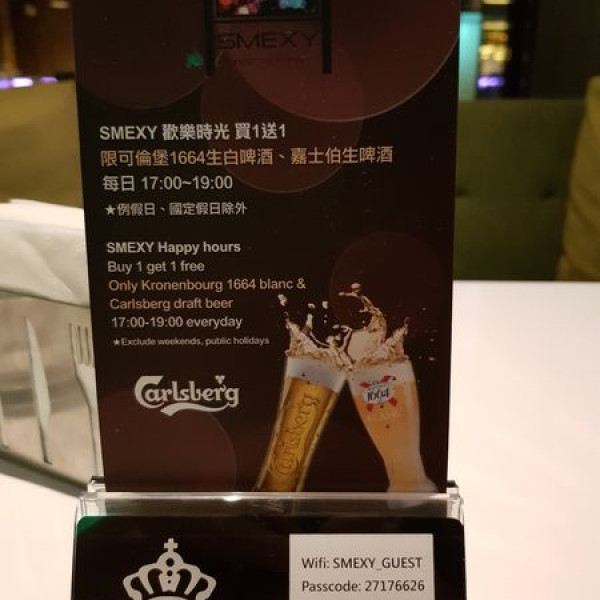 SMEXY
SMEXY 歡樂時光 買1送1
限可倫堡1664生白啤酒、嘉士伯生啤酒
每日 17:00~19:00
★例假日、國定假日除外
SMEXY Happy hours
Buy 1 get 1 free
Only Kronenbourg 1664 blanc &
Carlsberg draft beer
17:00-19:00 everyday
★Exclude weekends, public holidays
Carlsberg
Carlsberg
1664
Wifi: SMEXY_GUEST
Passcode: 27176626